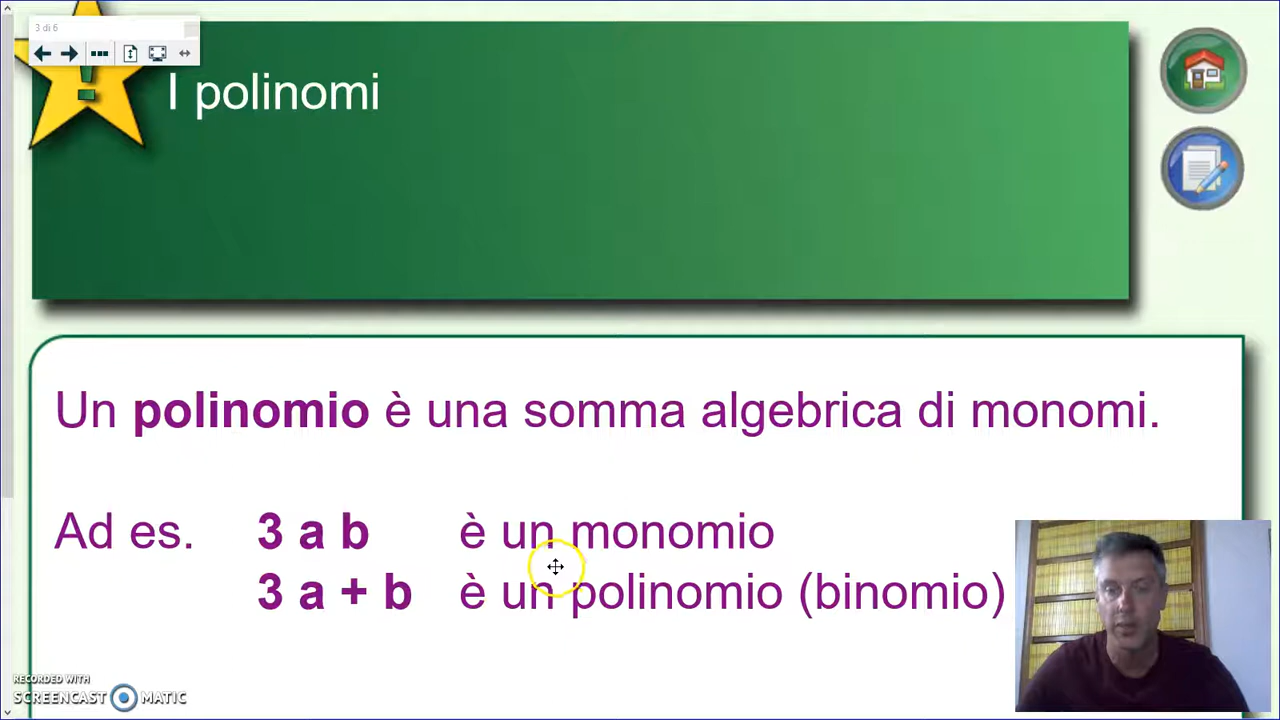 3 di 6
I polinomi
Un polinomio è una somma algebrica di monomi.
Ad es. 3 a b è un monomio
3 a + b è un polinomio (binomio)
RECORDED WITH
SCREENCAST MATIC